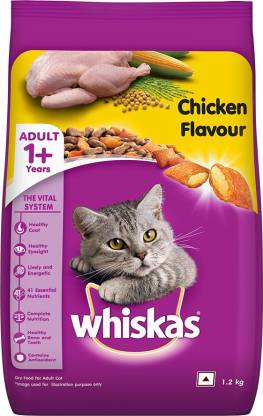 Chicken
Flavour
ADULT
1+
Years
THE VITAL
SYSTEM
Healthy
Coat
Healthy
Eyesight
Lively and
Energetic
41 Essential
Nutrients
Complete
Nutrition
Healthy
Bone and
Teeth
Contains
Antioxidant
whiskas
Dry Food for Adult Cat
*Image used for illustration purpose only
1.2 kg